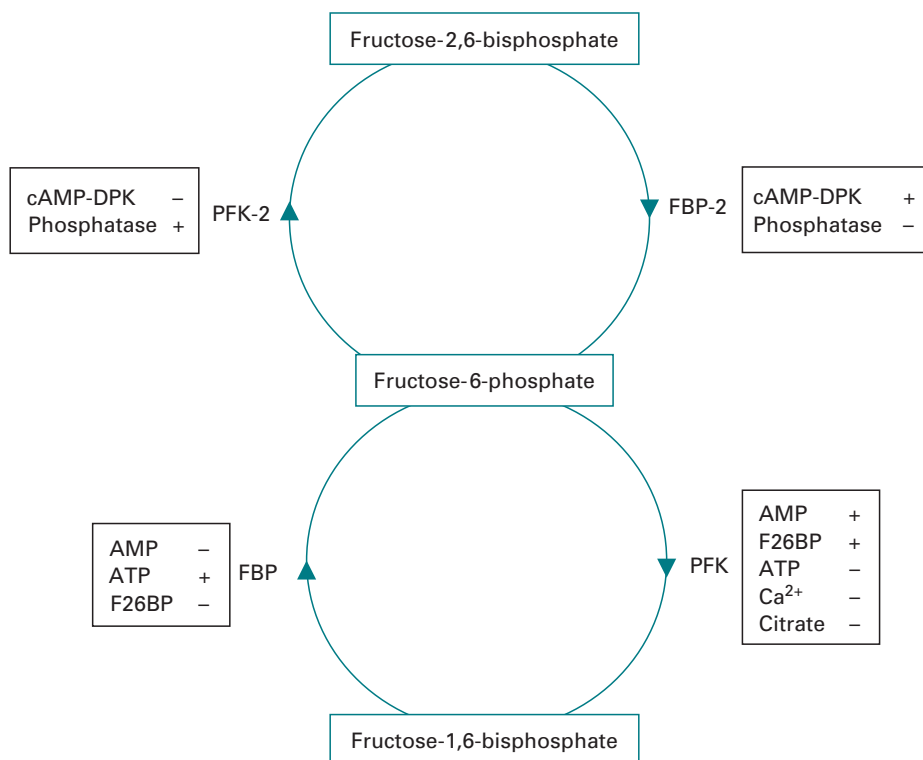 Fructose-2,6-bisphosphate
cAMP-DPK –
Phosphatase +
PFK-2
FBP-2
cAMP-DPK +
Phosphatase –
Fructose-6-phosphate
AMP –
ATP +
F26BP –
FBP
PFK
AMP +
F26BP +
ATP –
Ca²⁺ –
Citrate –
Fructose-1,6-bisphosphate